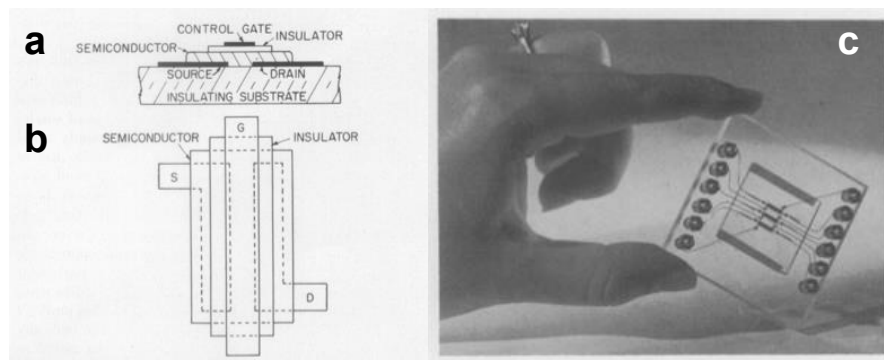 a
CONTROL GATE
INSULATOR
SEMICONDUCTOR
SOURCE
DRAIN
INSULATING SUBSTRATE
b
G
SEMICONDUCTOR
INSULATOR
S
D
c